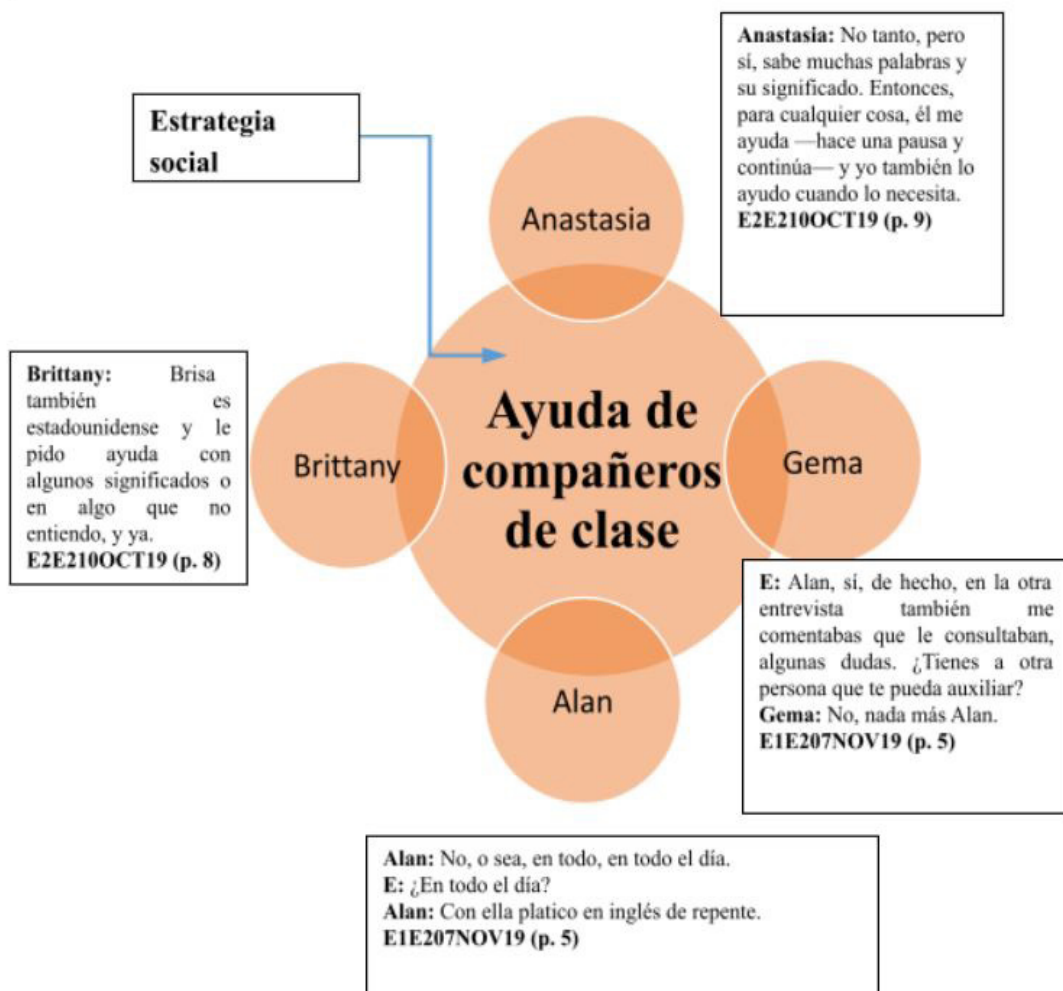 Estrategia
social
Anastasia: No tanto, pero
sí, sabe muchas palabras y
su significado. Entonces,
para cualquier cosa, él me
ayuda —hace una pausa y
continúa— y yo también lo
ayudo cuando lo necesita.
E2E210OCT19 (p. 9)
Anastasia
Brittany: Brisa
también es
estadounidense y le
pido ayuda con
algunos significados o
en algo que no
entiendo, y ya.
E2E210OCT19 (p. 8)
Brittany
Ayuda de
compañeros
de clase
Gema
E: Alan, sí, de hecho, en la otra
entrevista también me
comentabas que le consultaban,
algunas dudas. ¿Tienes a otra
persona que te pueda auxiliar?
Gema: No, nada más Alan.
E1E207NOV19 (p. 5)
Alan
Alan: No, o sea, en todo, en todo el día.
E: ¿En todo el día?
Alan: Con ella platico en inglés de repente.
E1E207NOV19 (p. 5)